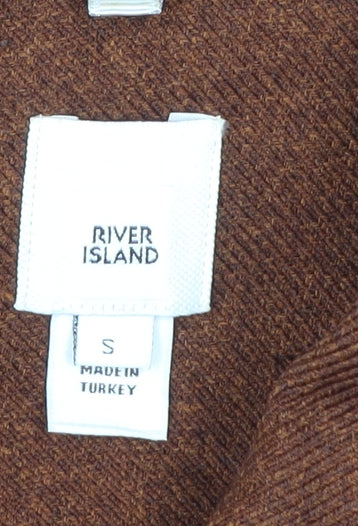 RIVER
ISLAND
S
MADE IN
TURKEY